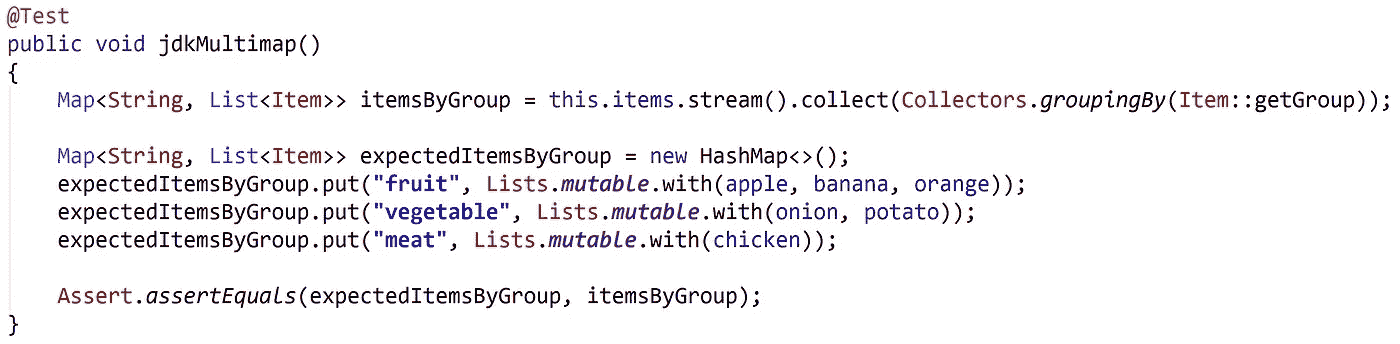 @Test
public void jdkMultimap()
{
    Map<String, List<Item>> itemsByGroup = this.items.stream().collect(Collectors.groupingBy(Item::getGroup));

    Map<String, List<Item>> expectedItemsByGroup = new HashMap<>();
    expectedItemsByGroup.put("fruit", Lists.mutable.with(apple, banana, orange));
    expectedItemsByGroup.put("vegetable", Lists.mutable.with(onion, potato));
    expectedItemsByGroup.put("meat", Lists.mutable.with(chicken));

    Assert.assertEquals(expectedItemsByGroup, itemsByGroup);
}